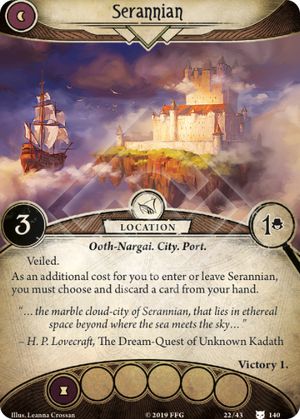 Serannian
3
LOCATION
1
Ooth-Nargai. City. Port.
Veiled.
As an additional cost for you to enter or leave Serannian,
you must choose and discard a card from your hand.
“…the marble cloud-city of Serannian, that lies in ethereal
space beyond where the sea meets the sky…”
– H. P. Lovecraft, The Dream-Quest of Unknown Kadath
Victory 1.
Illus. Leanna Crossan
© 2019 FFG
22/43
140